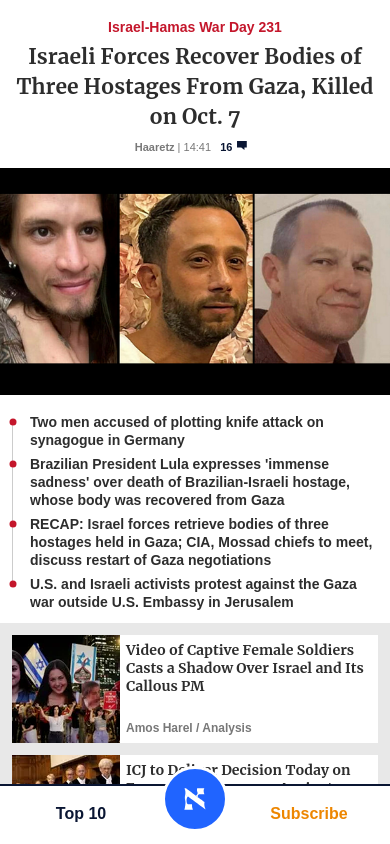 Israel-Hamas War Day 231
Israeli Forces Recover Bodies of
Three Hostages From Gaza, Killed
on Oct. 7
Haaretz | 14:41 16
Two men accused of plotting knife attack on
synagogue in Germany
Brazilian President Lula expresses 'immense
sadness' over death of Brazilian-Israeli hostage,
whose body was recovered from Gaza
RECAP: Israel forces retrieve bodies of three
hostages held in Gaza; CIA, Mossad chiefs to meet,
discuss restart of Gaza negotiations
U.S. and Israeli activists protest against the Gaza
war outside U.S. Embassy in Jerusalem
Video of Captive Female Soldiers
Casts a Shadow Over Israel and Its
Callous PM
Amos Harel / Analysis
ICJ to Deliver Decision Today on
Top 10
Subscribe